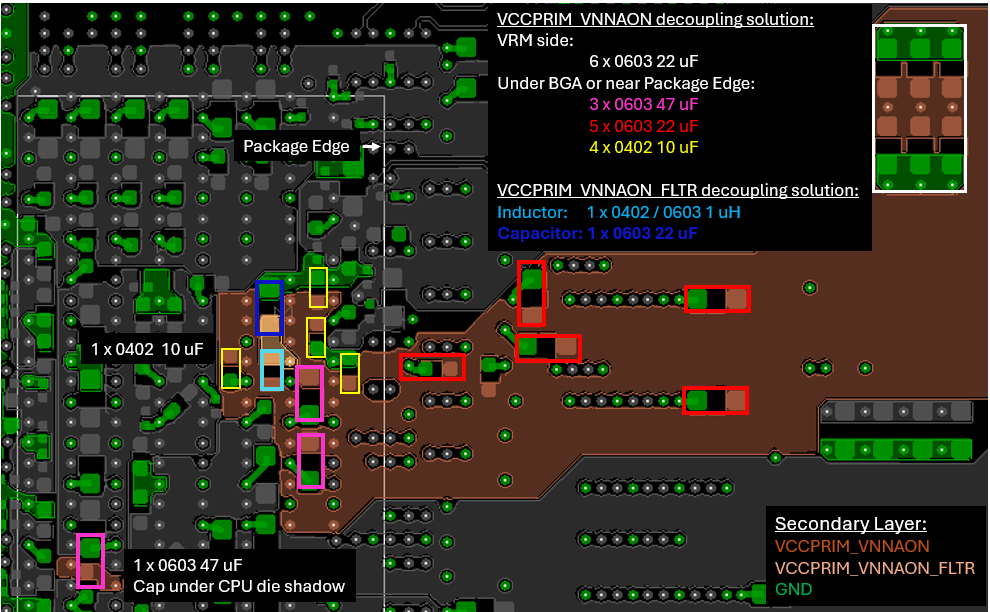 VCCPRIM_VNNAON decoupling solution:
VRM side:
6 x 0603 22 uF
Under BGA or near Package Edge:
3 x 0603 47 uF
5 x 0603 22 uF
4 x 0402 10 uF
VCCPRIM_VNNAON_FLTR decoupling solution:
Inductor: 1 x 0402 / 0603 1 uH
Capacitor: 1 x 0603 22 uF
Package Edge
1 x 0402 10 uF
1 x 0603 47 uF
Cap under CPU die shadow
Secondary Layer:
VCCPRIM_VNNAON
VCCPRIM_VNNAON_FLTR
GND